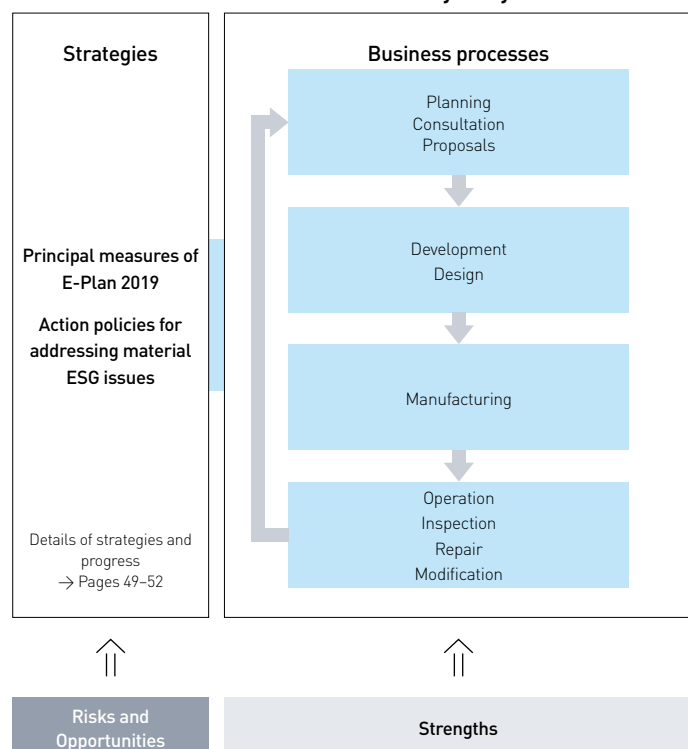 Strategies
Principal measures of
E-Plan 2019
Action policies for
addressing material
ESG issues
Details of strategies and
progress
→ Pages 49–52
Business processes
Planning
Consultation
Proposals
Development
Design
Manufacturing
Operation
Inspection
Repair
Modification
Risks and
Opportunities
Strengths